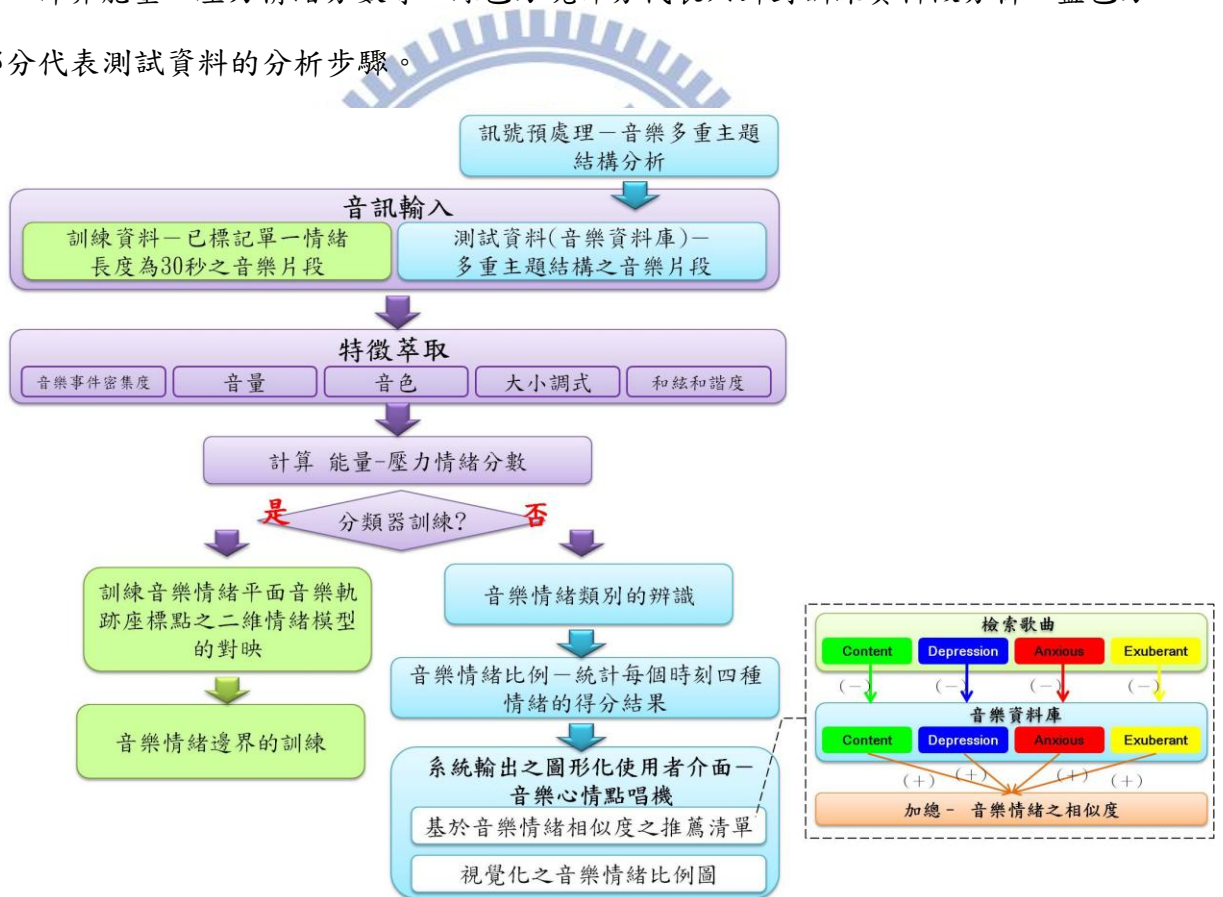 分代表測試資料的分析步驟。
訊號預處理－音樂多重主題
結構分析
音訊輸入
訓練資料－已標記單一情緒
長度為30秒之音樂片段
測試資料(音樂資料庫)－
多重主題結構之音樂片段
特徵萃取
音樂事件密集度
音量
音色
大小調式
和絃和諧度
計算 能量-壓力情緒分數
分類器訓練?
是
否
訓練音樂情緒平面音樂軌
跡座標點之二維情緒模型
的對映
音樂情緒邊界的訓練
音樂情緒類別的辨識
音樂情緒比例－統計每個時刻四種
情緒的得分結果
系統輸出之圖形化使用者介面－
音樂心情點唱機
基於音樂情緒相似度之推薦清單
視覺化之音樂情緒比例圖
檢索歌曲
Content
Depression
Anxious
Exuberant
(－)
(－)
(－)
(－)
音樂資料庫
Content
Depression
Anxious
Exuberant
(＋)
(＋)
(＋)
(＋)
加總 - 音樂情緒之相似度